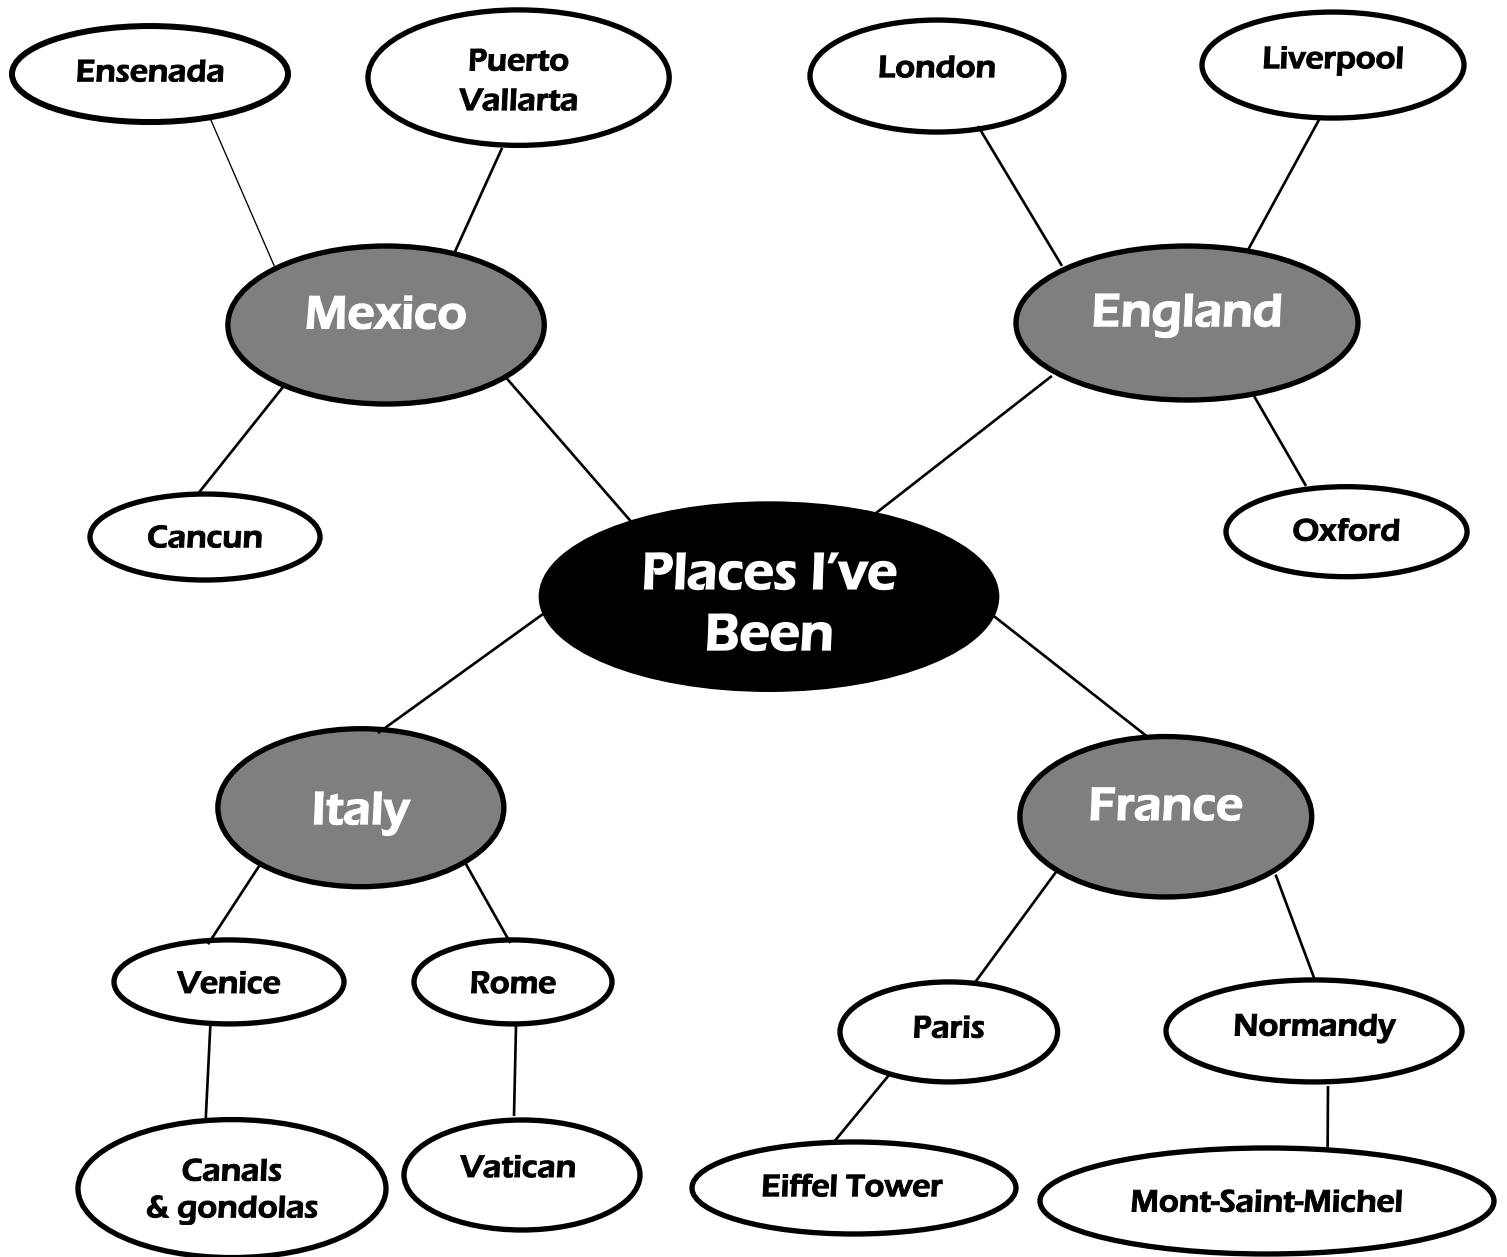 Ensenada
Puerto
Vallarta
London
Liverpool
Mexico
England
Cancun
Oxford
Places I've
Been
Italy
France
Venice
Rome
Paris
Normandy
Canals
& gondolas
Vatican
Eiffel Tower
Mont-Saint-Michel